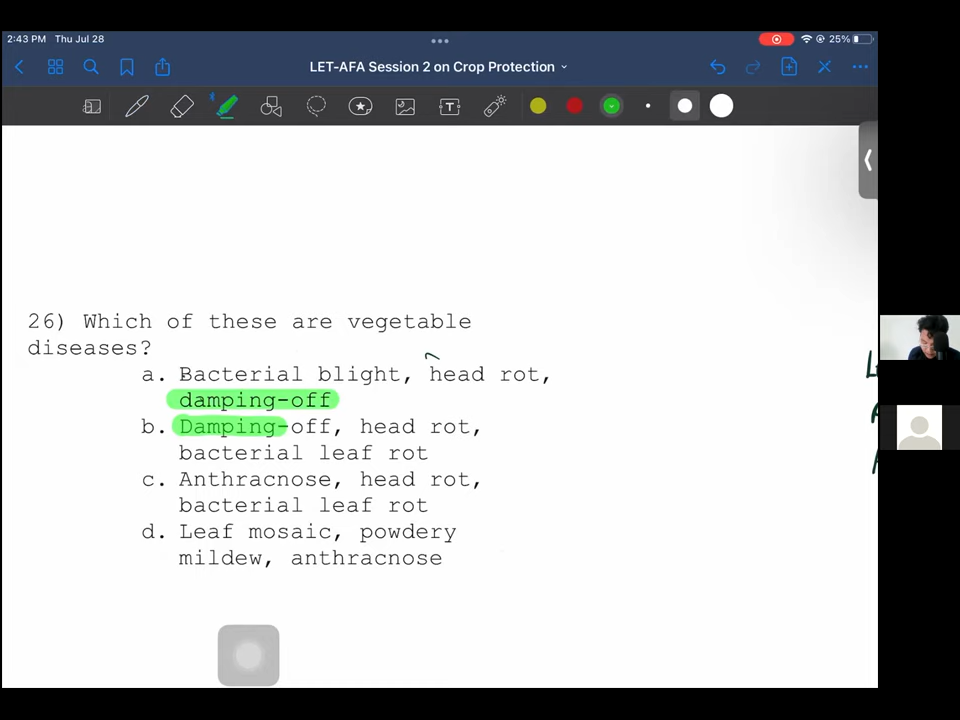 2:43 PM Thu Jul 28
25%
LET-AFA Session 2 on Crop Protection
26) Which of these are vegetable
diseases?
a. Bacterial blight, head rot,
damping-off
b. Damping-off, head rot,
bacterial leaf rot
c. Anthracnose, head rot,
bacterial leaf rot
d. Leaf mosaic, powdery
mildew, anthracnose